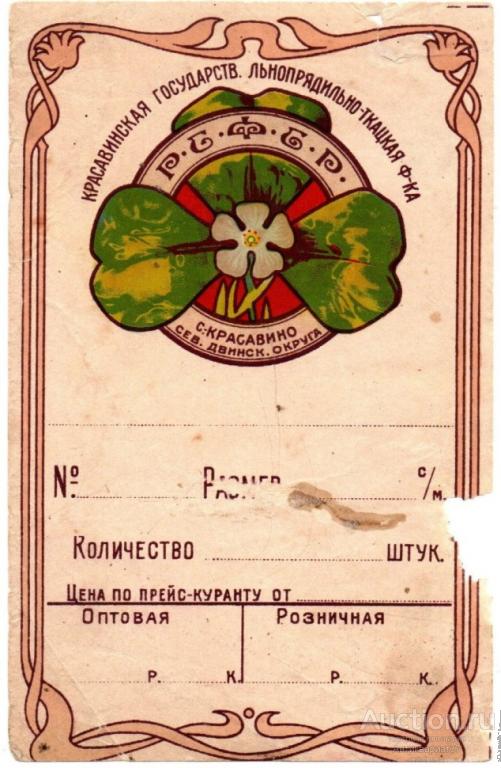 КРАСАВИНСКАЯ ГОСУДАРСТВ. ЛЬНОПРЯДИЛЬНО-ТКАЦКАЯ Ф-КА
Р.С.Ф.С.Р.
С.КРАСАВИНО
СЕВ. ДВИНСК. ОКРУГА
№ РАЗМЕР С/М.
КОЛИЧЕСТВО ШТУК.
ЦЕНА ПО ПРЕЙС-КУРАНТУ ОТ
ОПТОВАЯ РОЗНИЧНАЯ
Р. К. Р. К.
Auction.ru